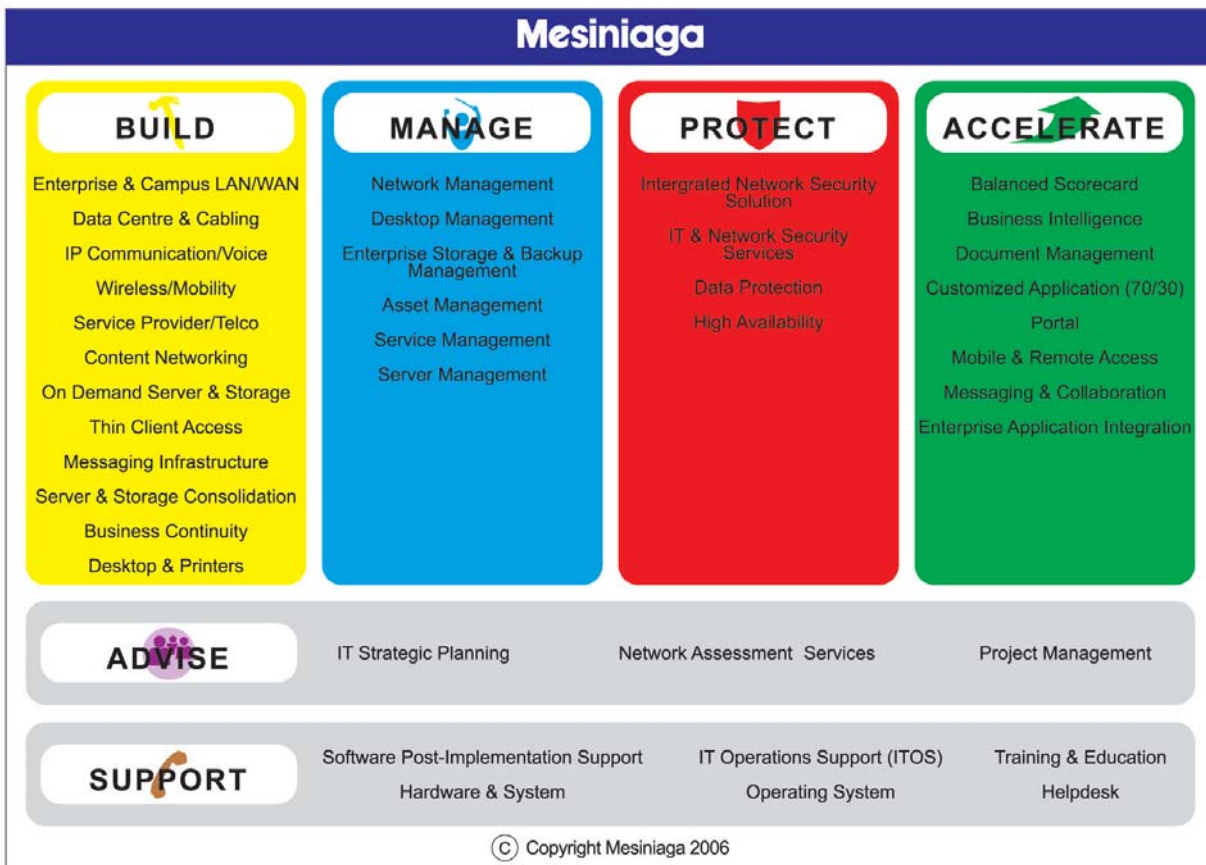 Mesiniaga
BUILD
Enterprise & Campus LAN/WAN
Data Centre & Cabling
IP Communication/Voice
Wireless/Mobility
Service Provider/Telco
Content Networking
On Demand Server & Storage
Thin Client Access
Messaging Infrastructure
Server & Storage Consolidation
Business Continuity
Desktop & Printers
MANAGE
Network Management
Desktop Management
Enterprise Storage & Backup
Management
Asset Management
Service Management
Server Management
PROTECT
Intergrated Network Security
Solution
IT & Network Security
Services
Data Protection
High Availability
ACCELERATE
Balanced Scorecard
Business Intelligence
Document Management
Customized Application (70/30)
Portal
Mobile & Remote Access
Messaging & Collaboration
Enterprise Application Integration
ADVISE
IT Strategic Planning
Network Assessment Services
Project Management
SUPPORT
Software Post-Implementation Support
IT Operations Support (ITOS)
Training & Education
Hardware & System
Operating System
Helpdesk
© Copyright Mesiniaga 2006